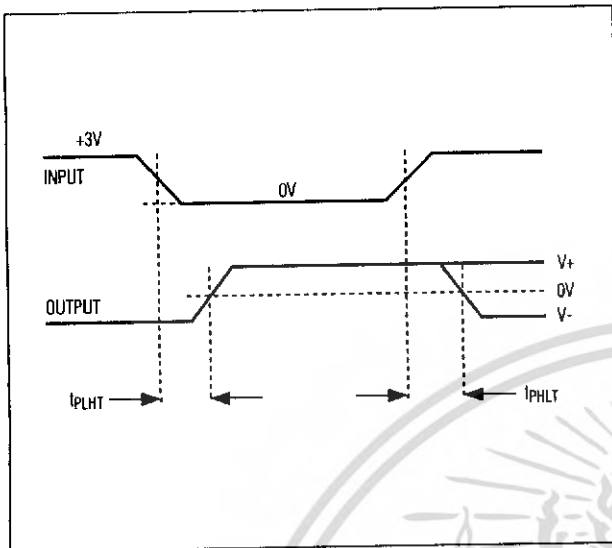 +3V
INPUT
0V
V+
0V
OUTPUT
V-
tPLHT
tPHLT